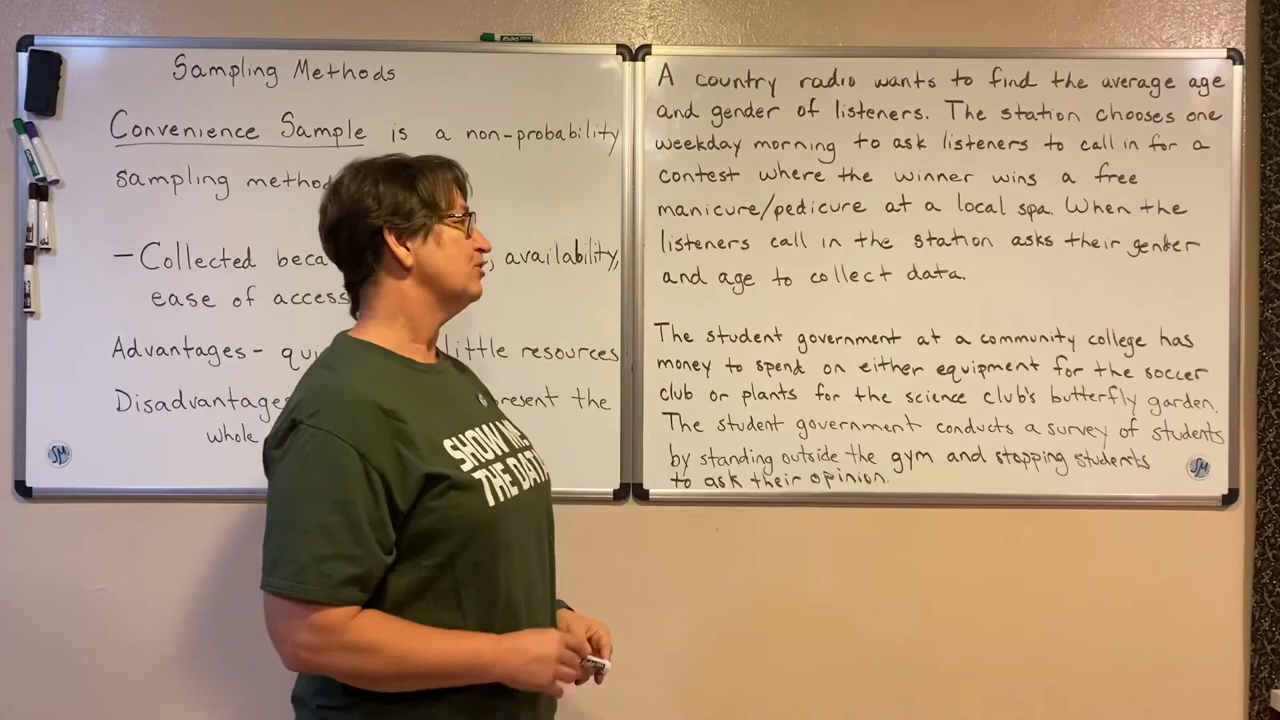 Sampling Methods
Convenience Sample is a non-probability
sampling
- Collected availability,
ease of access
Advantages - little resources
Disadvantages the
whole
A country radio wants to find the average age
and gender of listeners. The station chooses one
weekday morning to ask listeners to call in for a
contest where the winner wins a free
manicure/pedicure at a local spa. When the
listeners call in the station asks their gender
and age to collect data.
The student government at a community college has
money to spend on either equipment for the soccer
club or plants for the science club's butterfly garden.
The student government conducts a survey of students
by standing outside the gym and stopping students
to ask their opinion.
SHOW ME
THE DATA
SM
SM